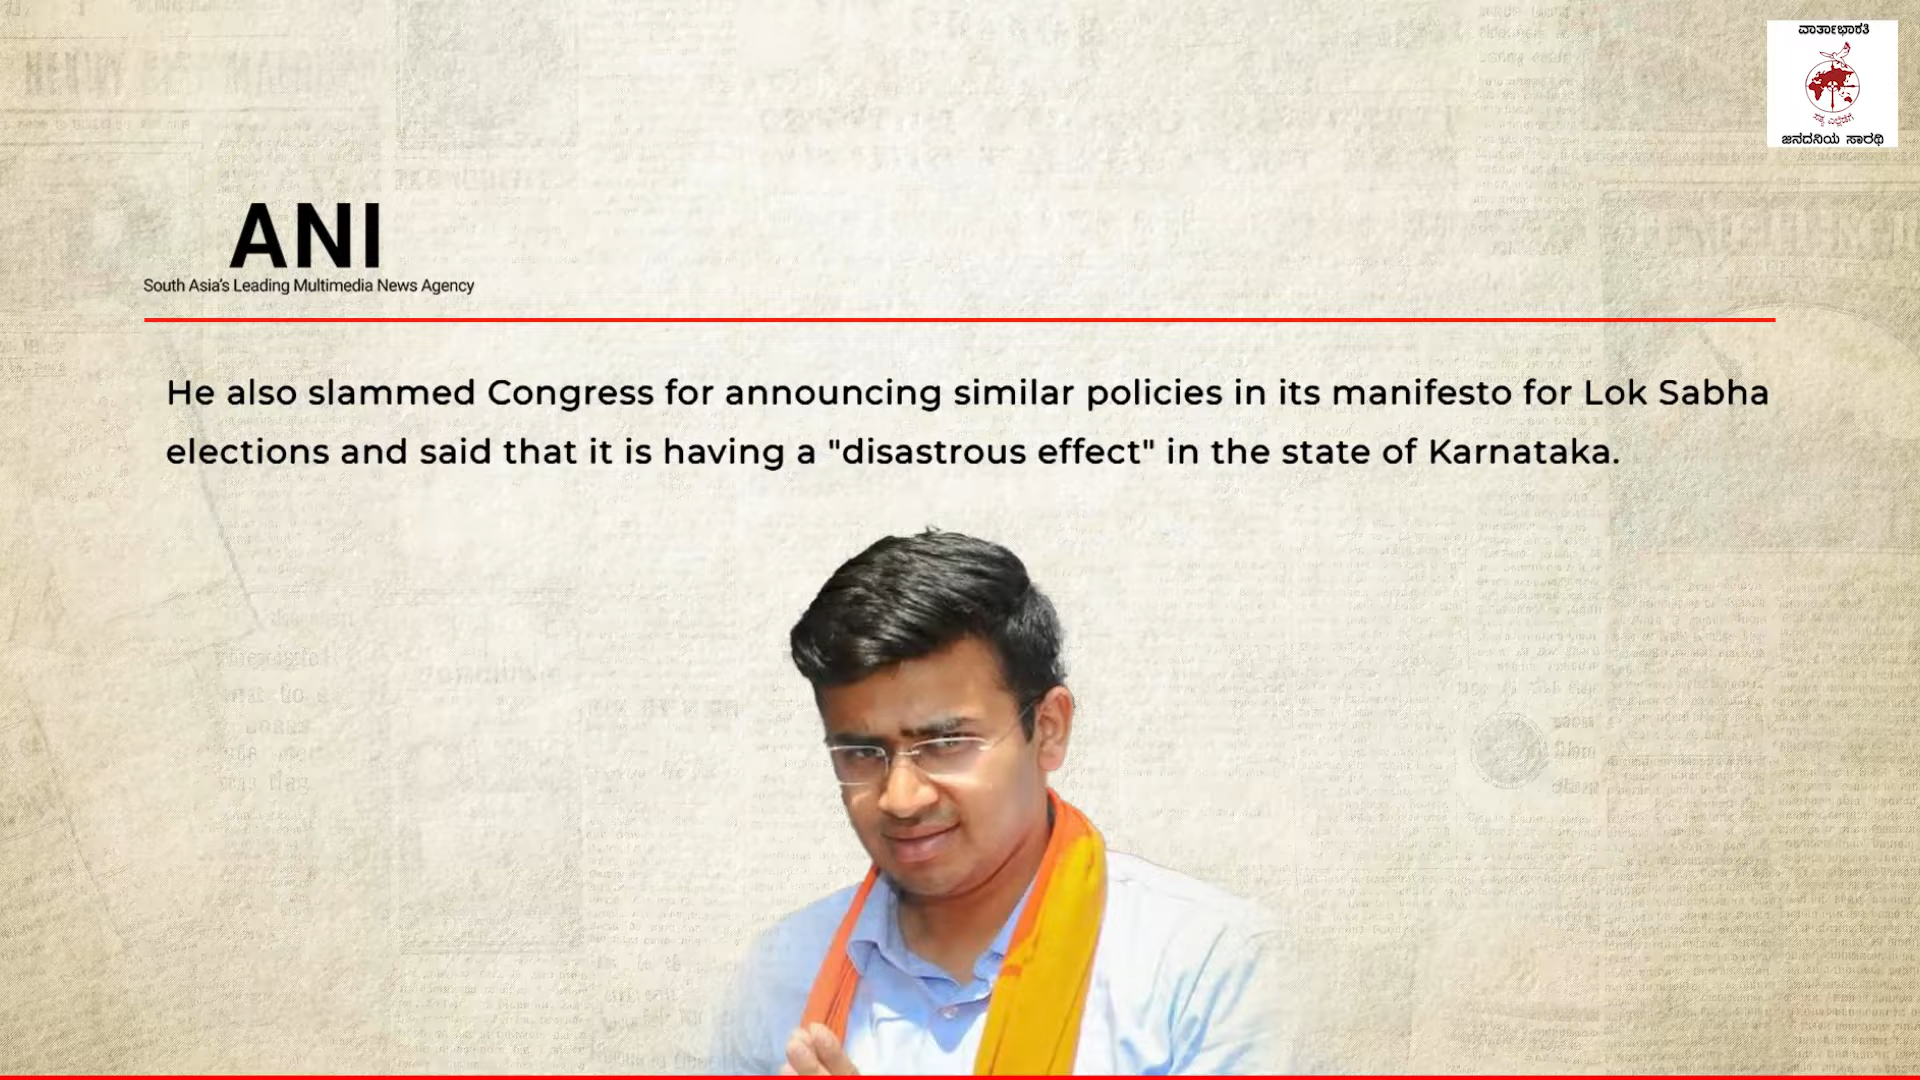 ವಾರ್ತಾಭಾರತಿ
ಸತ್ಯ ಎಲ್ಲೆಡೆಗೆ
ಜನದನಿಯ ಸಾರಥಿ
ANI
South Asia's Leading Multimedia News Agency
He also slammed Congress for announcing similar policies in its manifesto for Lok Sabha
elections and said that it is having a "disastrous effect" in the state of Karnataka.